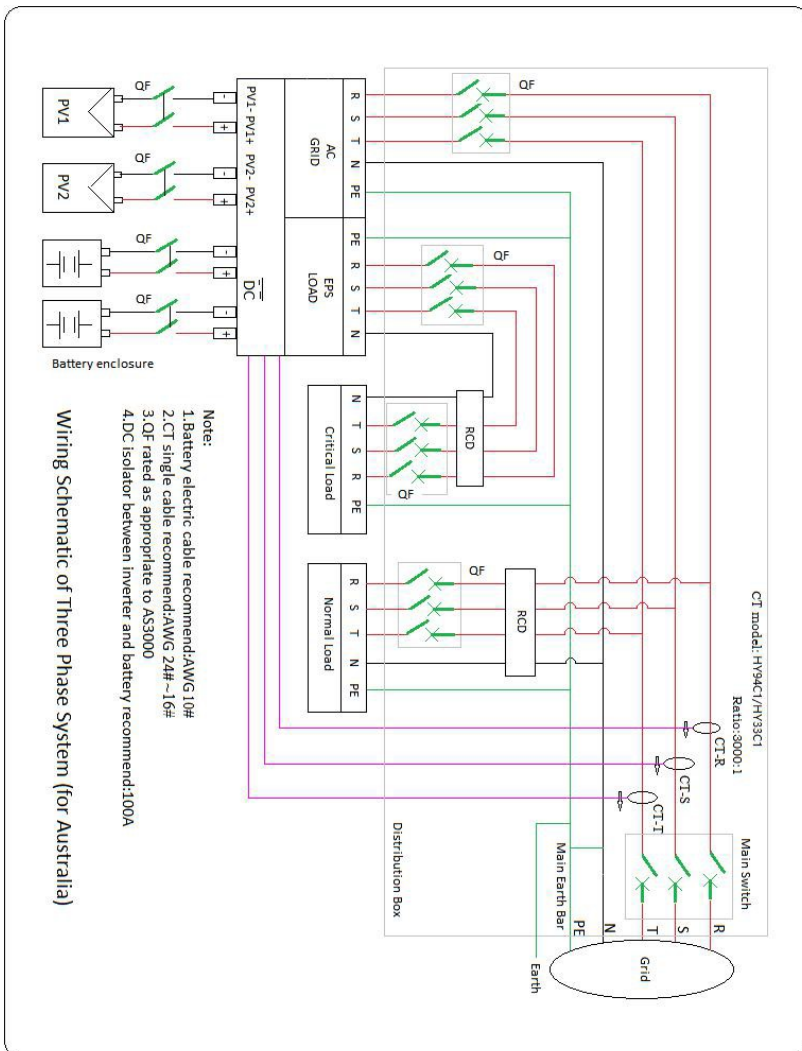 PV1
QF
-
+
PV2
QF
-
+
QF
-
+
QF
-
+
Battery enclosure
PV1- PV1+ PV2- PV2+
DC
AC
GRID
R
S
T
N
PE
EPS
LOAD
PE
R
S
T
N
QF
QF
N
T
S
R
PE
Critical Load
QF
RCD
R
S
T
N
PE
Normal Load
QF
RCD
CT model: HY94C1/HY33C1
Ratio:3000:1
CT-R
CT-S
CT-T
Main Switch
Distribution Box
Main Earth Bar
R
S
T
N
PE
Grid
Earth
Note:
1.Battery electric cable recommend:AWG10#
2.CT single cable recommend:AWG 24#~16#
3.QF rated as appropriate to AS3000
4.DC isolator between inverter and battery recommend:100A
Wiring Schematic of Three Phase System (for Australia)